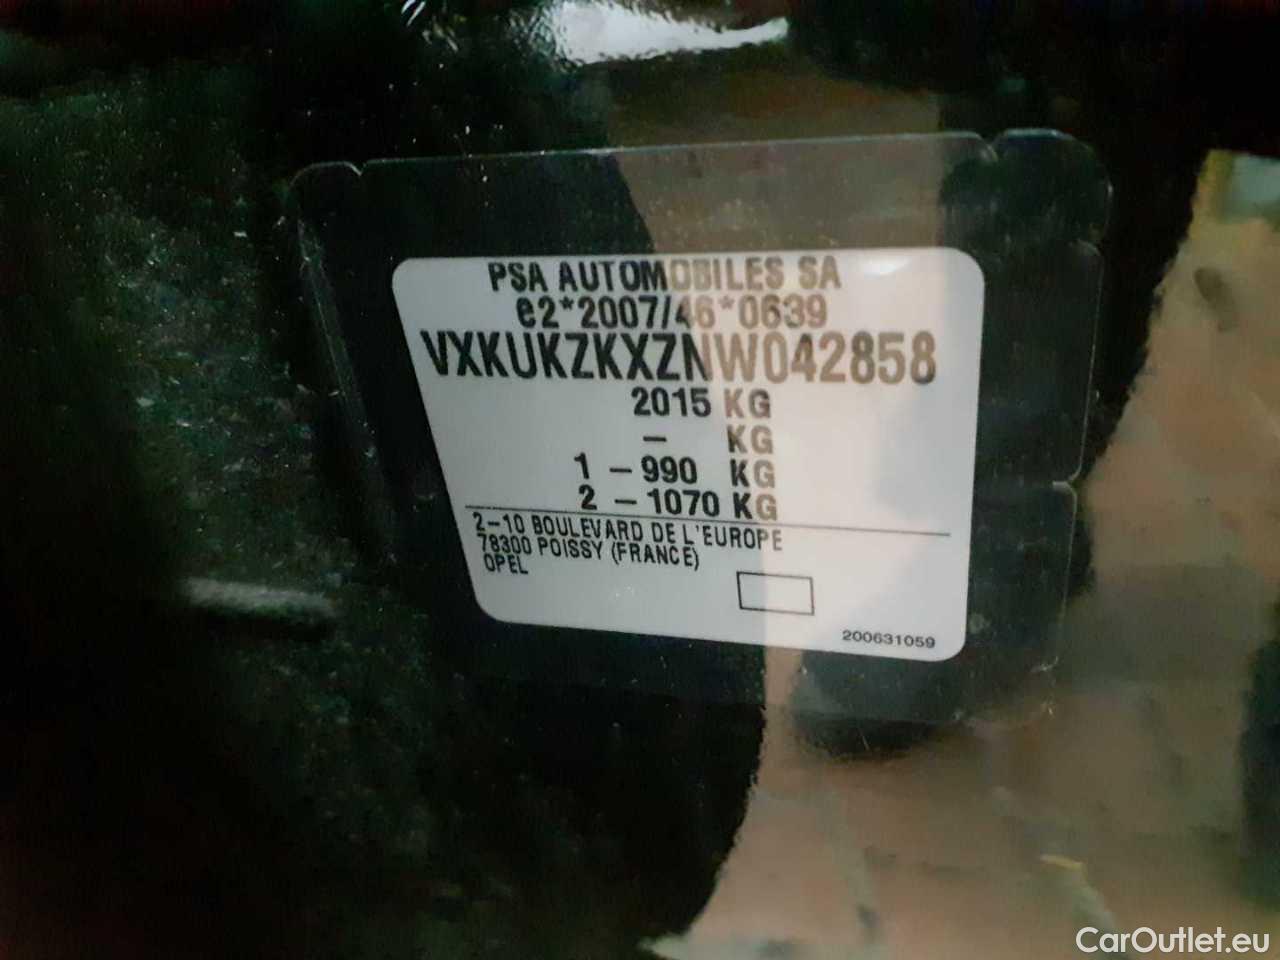 PSA AUTOMOBILES SA
e2*2007/46*0639
VXKUKZKXZNW042858
2015 KG
– KG
1 – 990 KG
2 – 1070 KG
2-10 BOULEVARD DE L'EUROPE
78300 POISSY (FRANCE)
OPEL
200631059
CarOutlet.eu